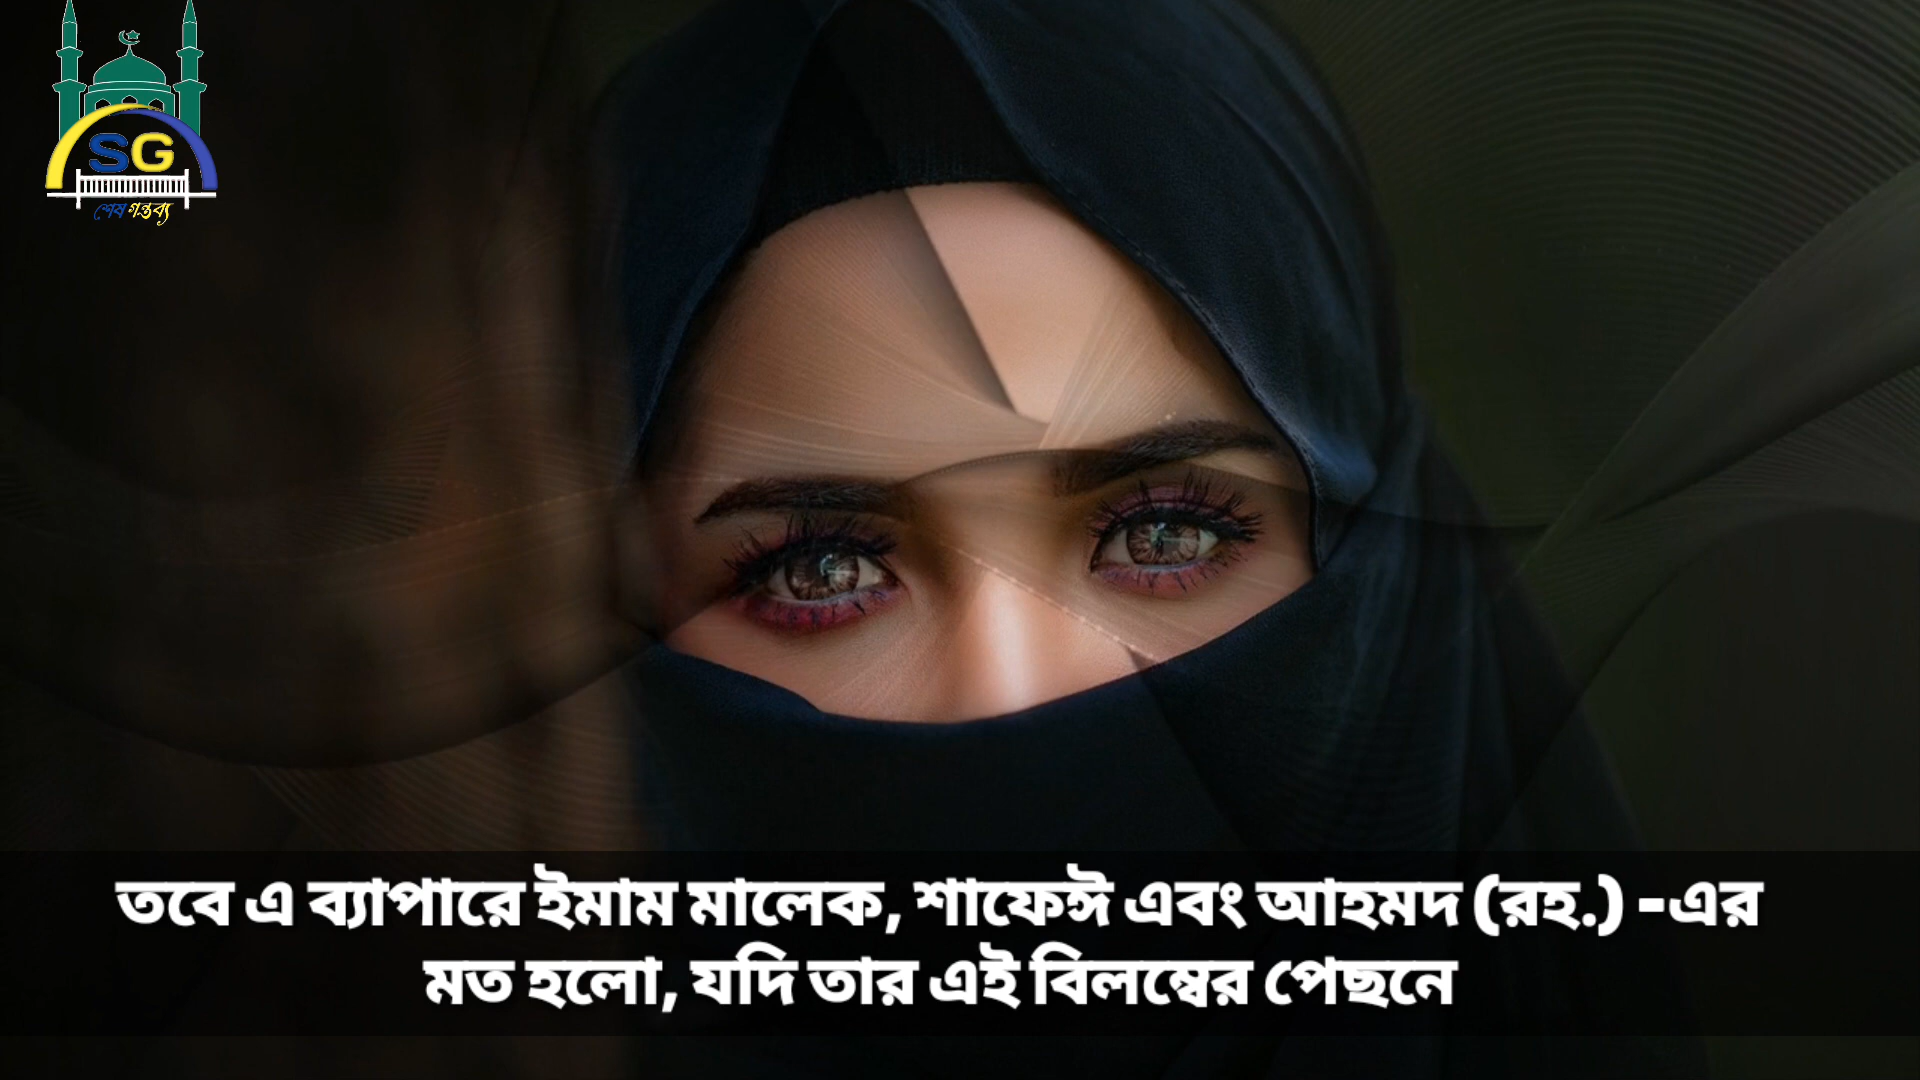 SG
শেষ গন্তব্য
তবে এ ব্যাপারে ইমাম মালেক, শাফেঈ এবং আহমদ (রহ.) -এর
মত হলো, যদি তার এই বিলম্বের পেছনে